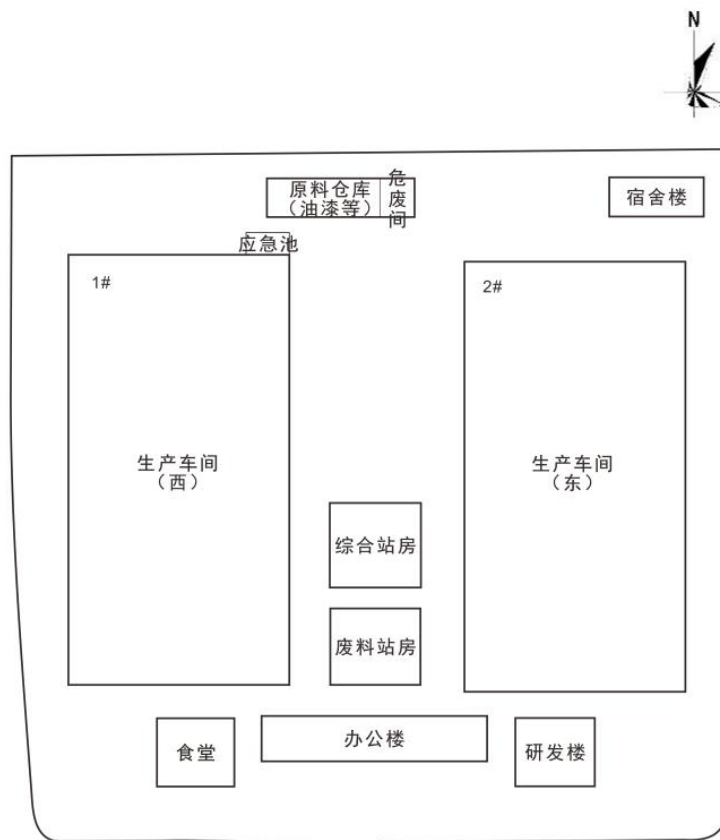 N
原料仓库
（油漆等）
危
废
间
宿舍楼
应急池
1#
2#
生产车间
（西）
生产车间
（东）
综合站房
废料站房
食堂
办公楼
研发楼